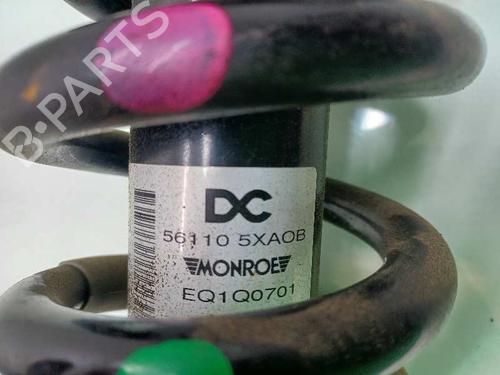 B-PARTS
DC
56110 5XA0B
MONROE
EQ1Q0701